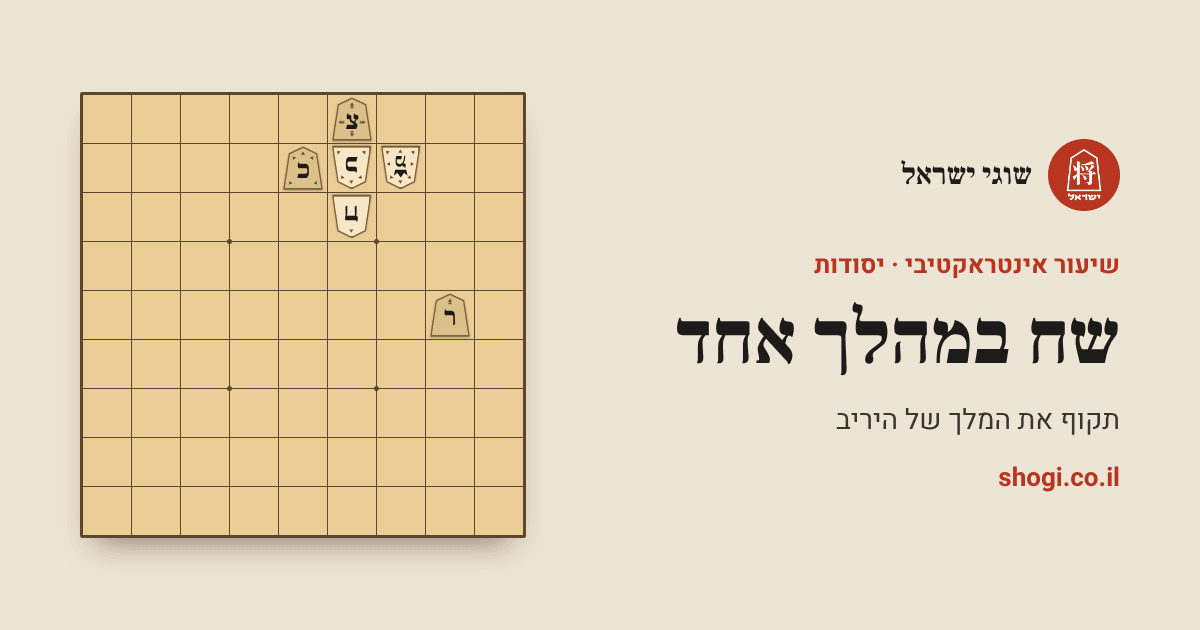 שוגי ישראל
将
ישראל
שיעור אינטראקטיבי · יסודות
שח במהלך אחד
תקוף את המלך של היריב
shogi.co.il
צ
כ
כ
ר